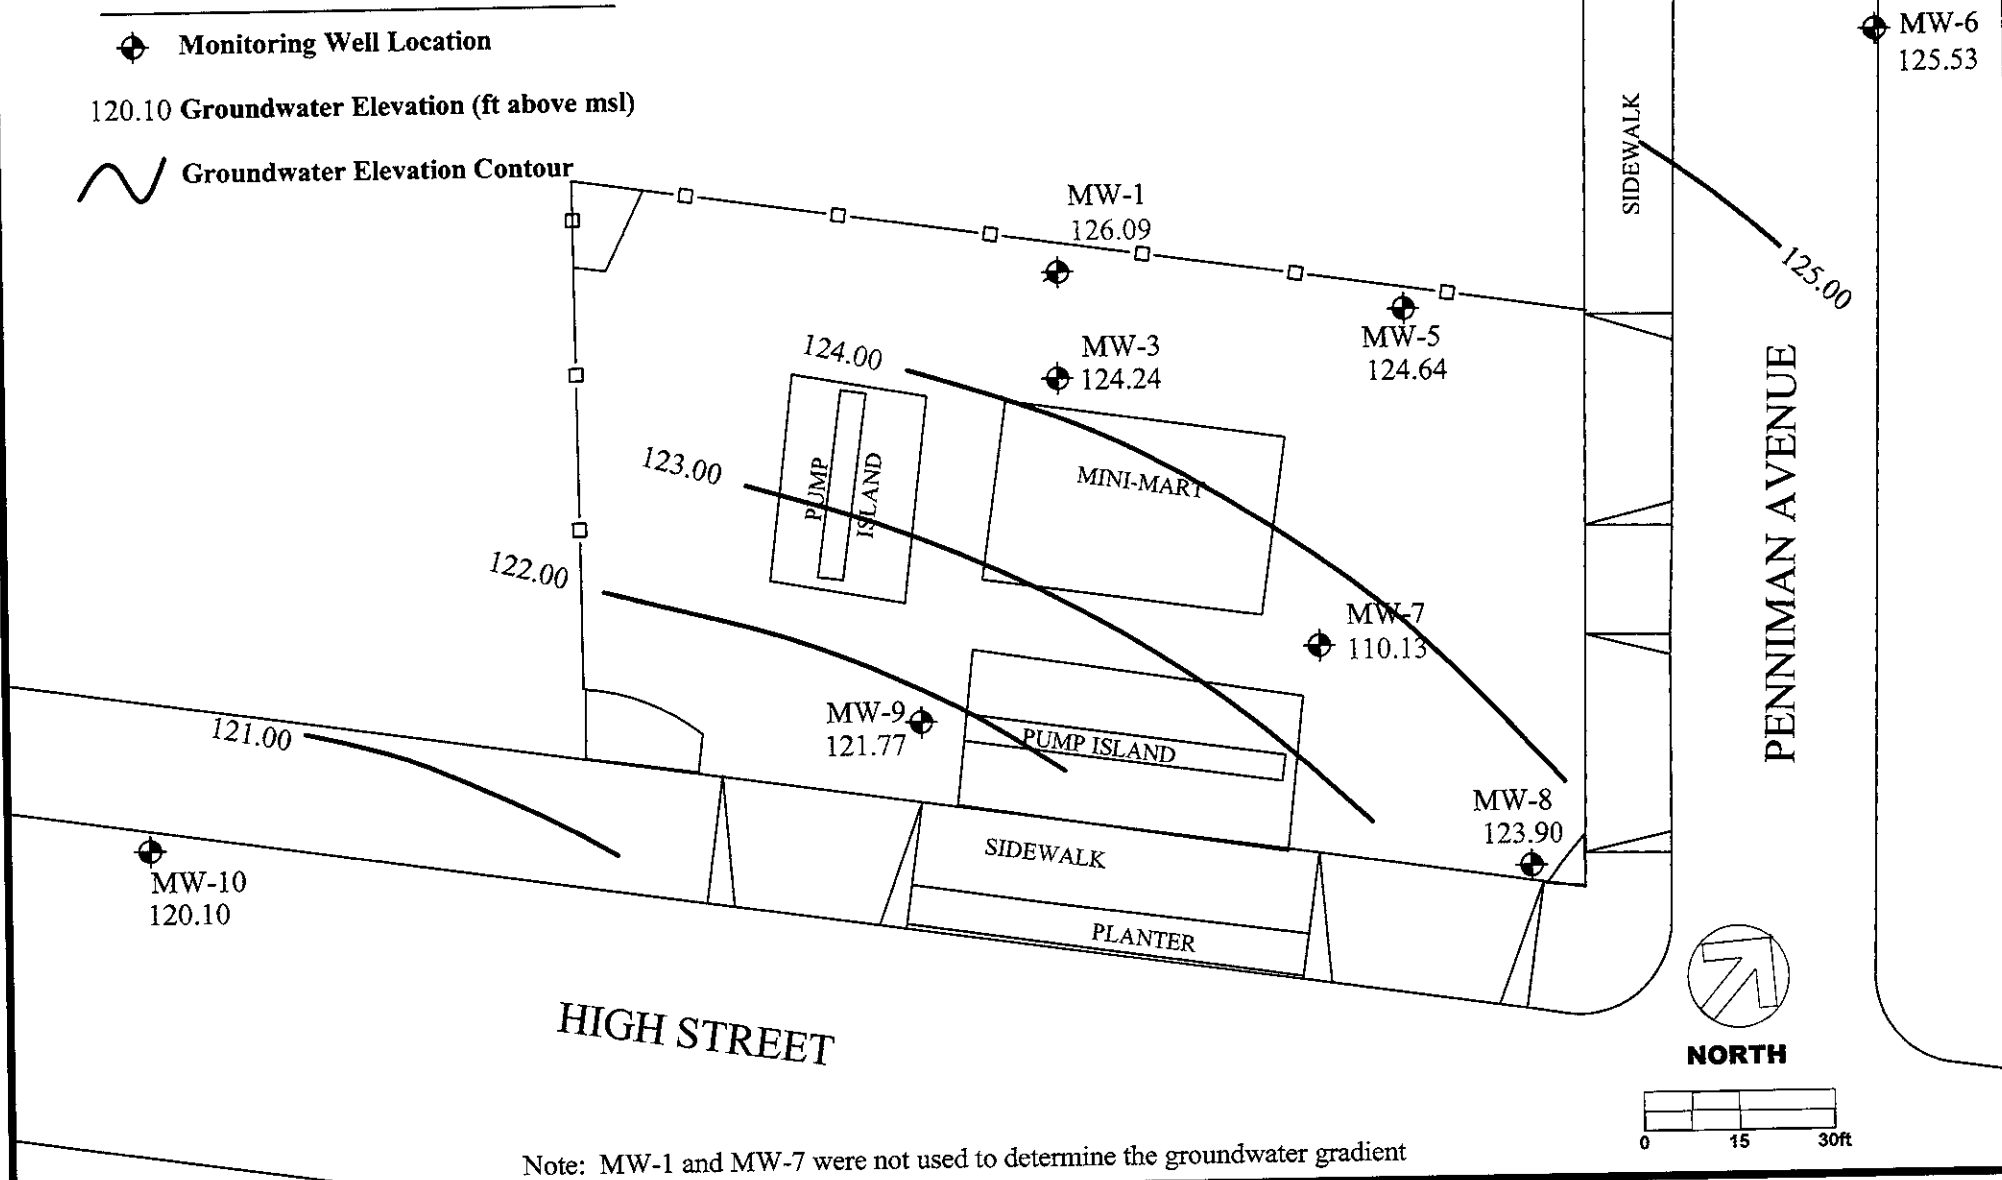 Monitoring Well Location
120.10 Groundwater Elevation (ft above msl)
Groundwater Elevation Contour
MW-6
125.53
SIDEWALK
125.00
MW-1
126.09
MW-5
124.64
MW-3
124.24
124.00
123.00
122.00
121.00
PUMP
ISLAND
MINI-MART
MW-7
110.13
PENNIMAN AVENUE
MW-9
121.77
PUMP ISLAND
MW-8
123.90
MW-10
120.10
SIDEWALK
PLANTER
HIGH STREET
NORTH
0 15 30ft
Note: MW-1 and MW-7 were not used to determine the groundwater gradient